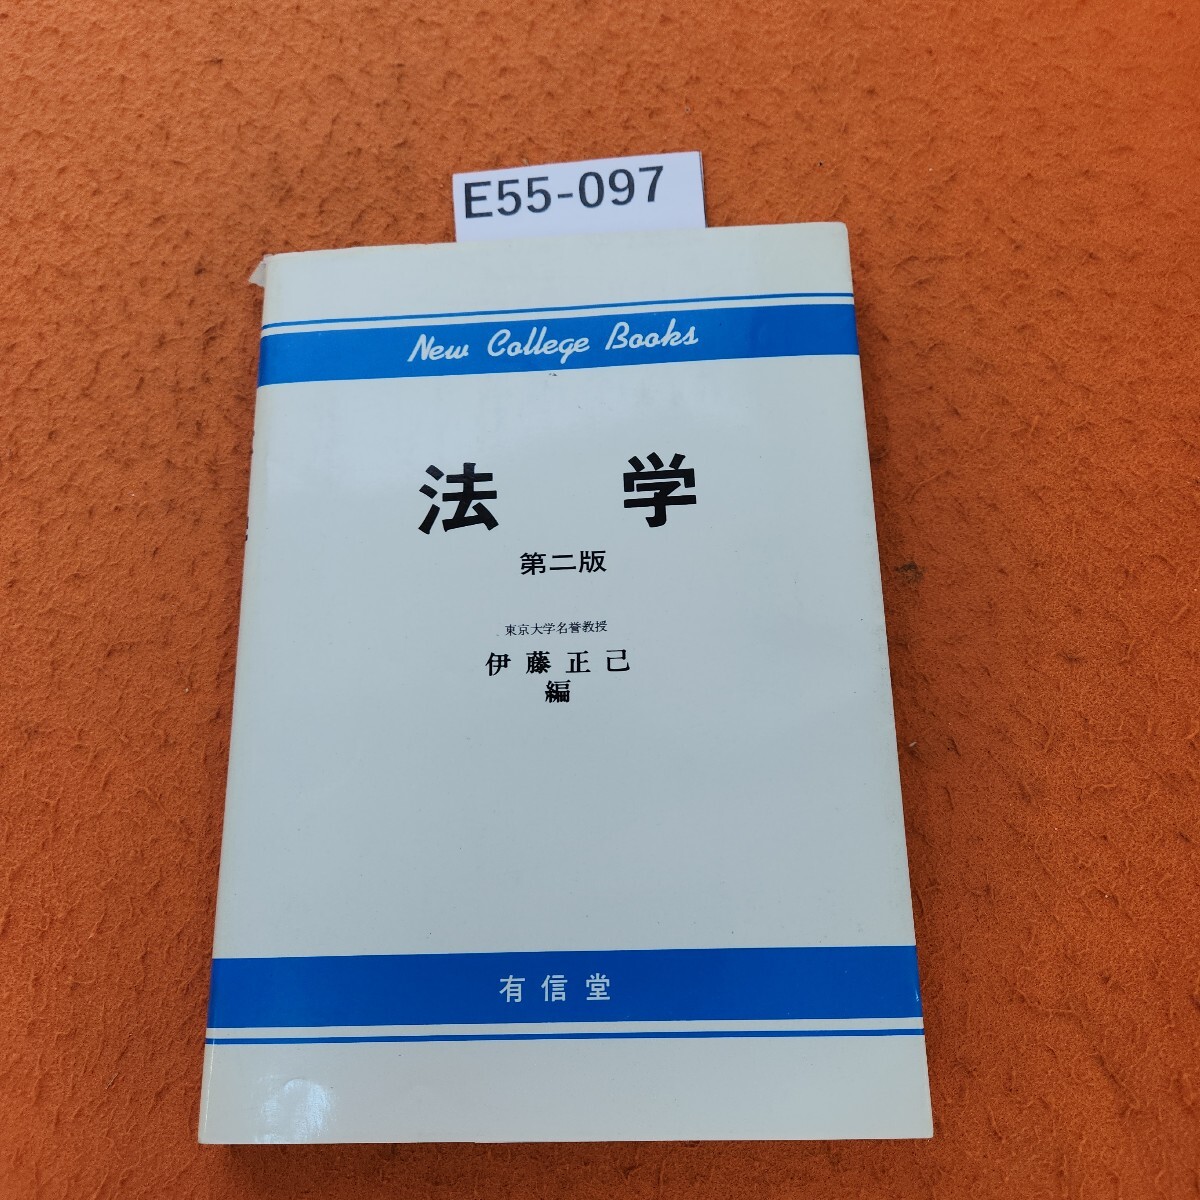 E55-097
New College Books
法学
第二版
東京大学名誉教授
伊藤正己
編
有信堂